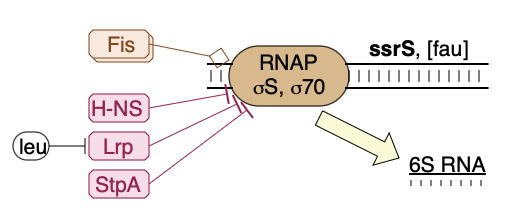 Fis
RNAP
σS, σ70
ssrS, [fau]
H-NS
leu
Lrp
StpA
6S RNA